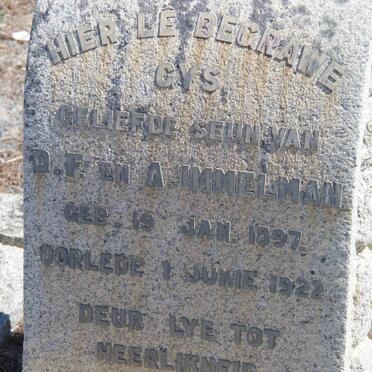 HIER LÊ BEGRAWE
GYS
GELIEFDE SEUN VAN
D. F. EN A. IMMELMAN
GEB. 19 JAN. 1897.
OORLEDE 1 JUNIE 1922.
DEUR LYE TOT
HEERLIKHEID